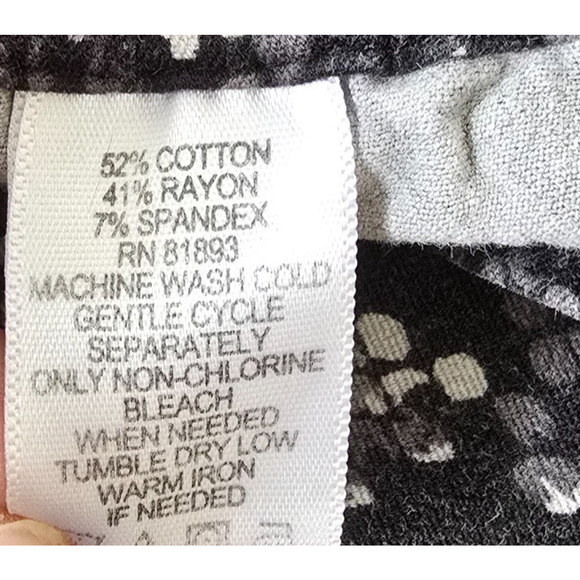 52% COTTON
41% RAYON
7% SPANDEX
RN 81893
MACHINE WASH COLD
GENTLE CYCLE
SEPARATELY
ONLY NON-CHLORINE
BLEACH
WHEN NEEDED
TUMBLE DRY LOW
WARM IRON
IF NEEDED